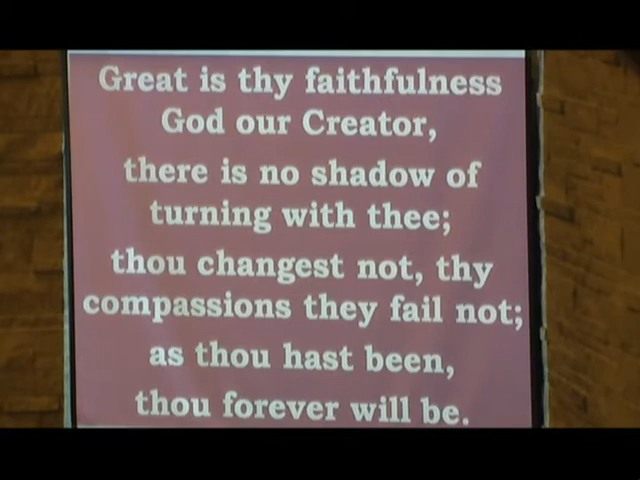 Great is thy faithfulness
God our Creator,
there is no shadow of
turning with thee;
thou changest not, thy
compassions they fail not;
as thou hast been,
thou forever will be.